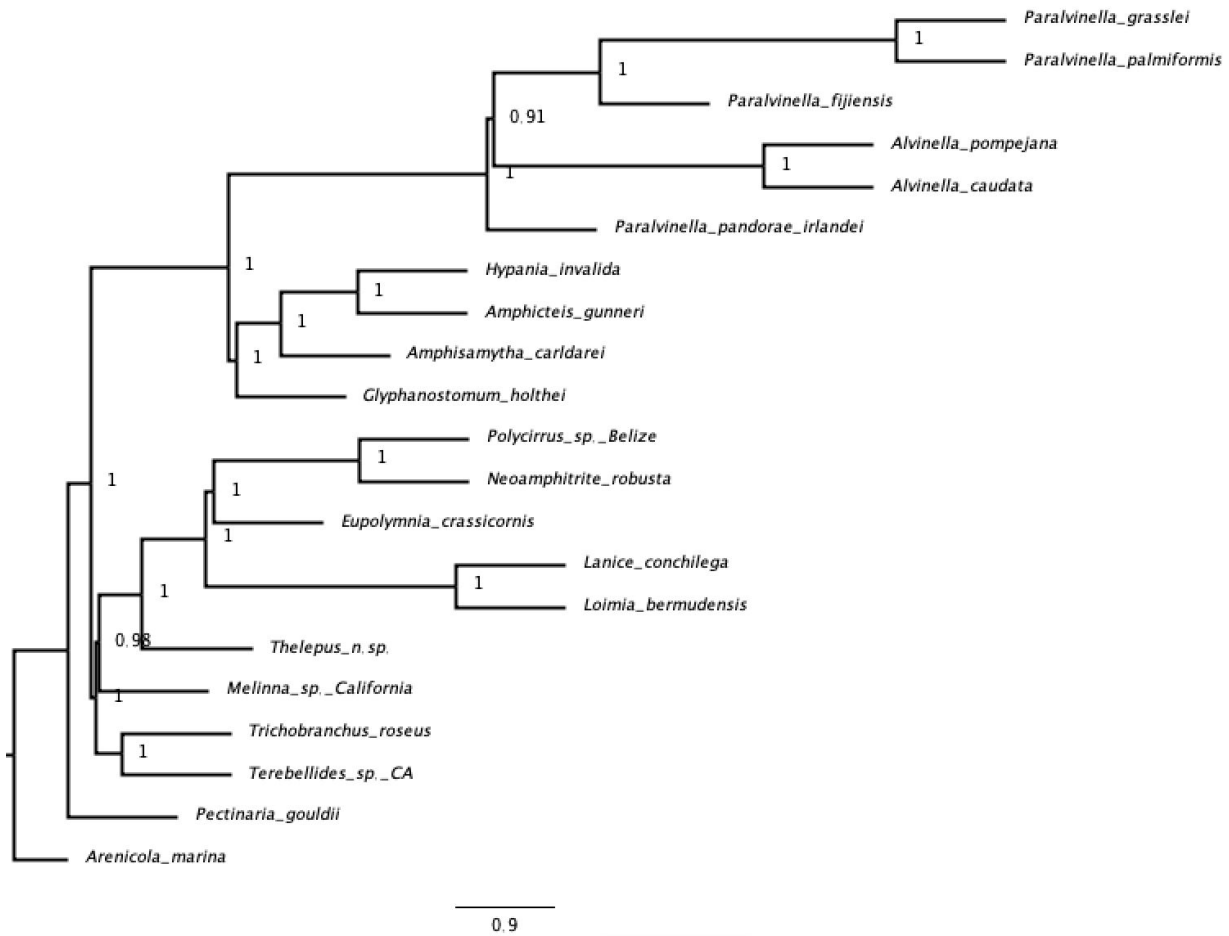 Paralvinella_grasslei
1
Paralvinella_palmiformis
1
Paralvinella_fijiensis
0.91
Alvinella_pompejana
1
1
Alvinella_caudata
Paralvinella_pandorae_irlandei
1
Hypania_invalida
1
Amphicteis_gunneri
1
Amphisamytha_carldarei
1
Glyphanostomum_holthei
Polycirrus_sp._Belize
1
Neoamphitrite_robusta
1
1
Eupolymnia_crassicornis
1
Lanice_conchilega
1
1
Loimia_bermudensis
0.98
Thelepus_n.sp.
Melinna_sp._California
1
Trichobranchus_roseus
1
Terebellides_sp._CA
Pectinaria_gouldii
Arenicola_marina
0.9